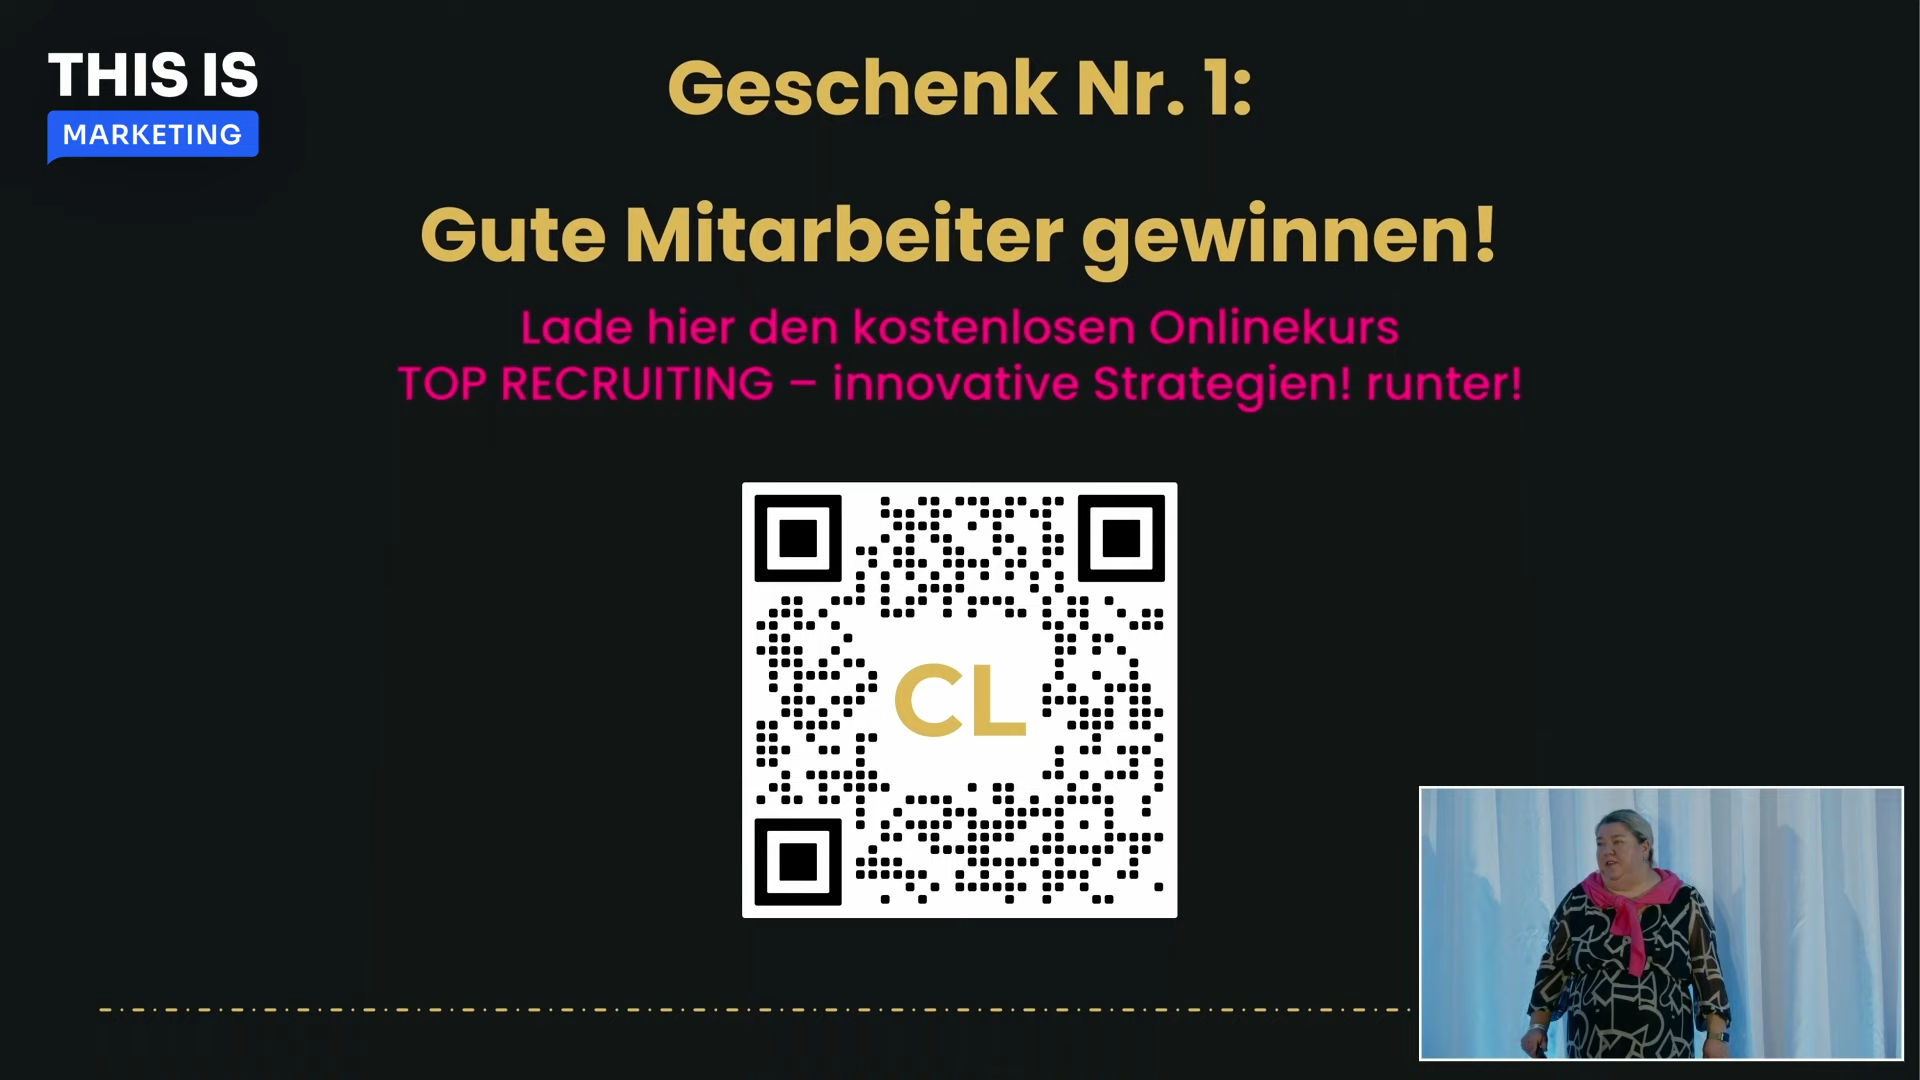 THIS IS
MARKETING
Geschenk Nr. 1:
Gute Mitarbeiter gewinnen!
Lade hier den kostenlosen Onlinekurs
TOP RECRUITING – innovative Strategien! runter!
CL